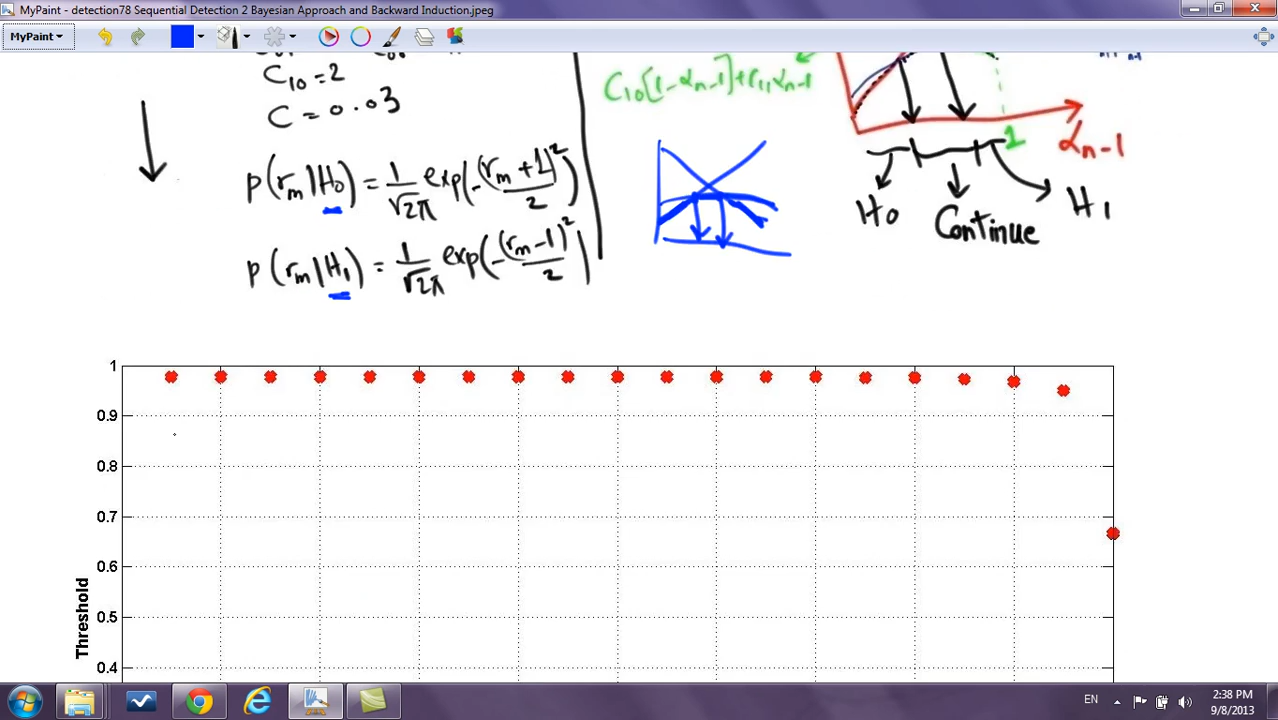 MyPaint - detection78 Sequential Detection 2 Bayesian Approach and Backward Induction.jpeg
MyPaint
C10 = 2
C = 0.03
p(rm|H0) = 1/√2π exp(-(rm+1)²/2)
p(rm|H1) = 1/√2π exp(-(rm-1)²/2)
C10[1-αn-1]+C11αn-1
1
αn-1
H0
Continue
H1
1
0.9
0.8
0.7
0.6
0.5
0.4
Threshold
EN
2:38 PM
9/8/2013